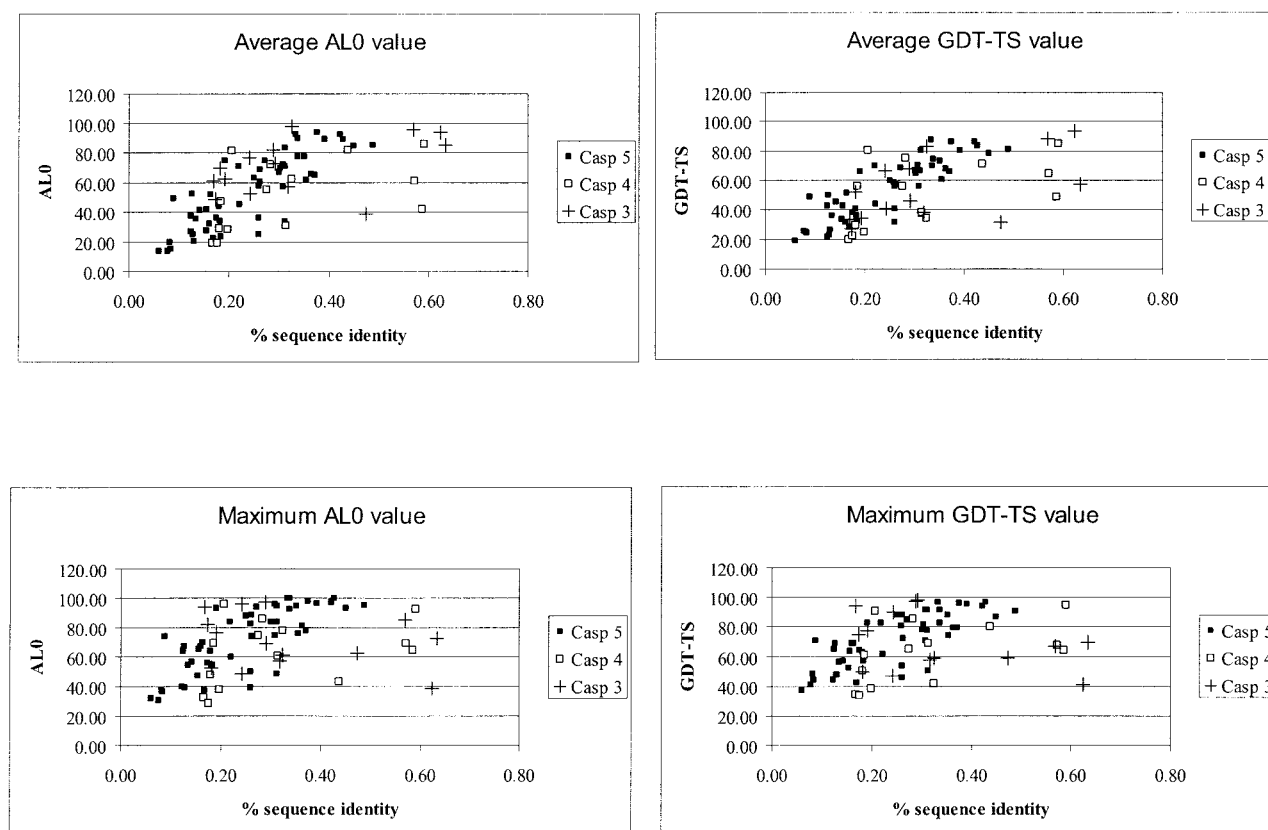 Average AL0 value
AL0
120.00
100.00
80.00
60.00
40.00
20.00
0.00
0.00 0.20 0.40 0.60 0.80
% sequence identity
Casp 5
Casp 4
Casp 3
Average GDT-TS value
GDT-TS
120.00
100.00
80.00
60.00
40.00
20.00
0.00
0.00 0.20 0.40 0.60 0.80
% sequence identity
Casp 5
Casp 4
Casp 3
Maximum AL0 value
AL0
120.00
100.00
80.00
60.00
40.00
20.00
0.00
0.00 0.20 0.40 0.60 0.80
% sequence identity
Casp 5
Casp 4
Casp 3
Maximum GDT-TS value
GDT-TS
120.00
100.00
80.00
60.00
40.00
20.00
0.00
0.00 0.20 0.40 0.60 0.80
% sequence identity
Casp 5
Casp 4
Casp 3